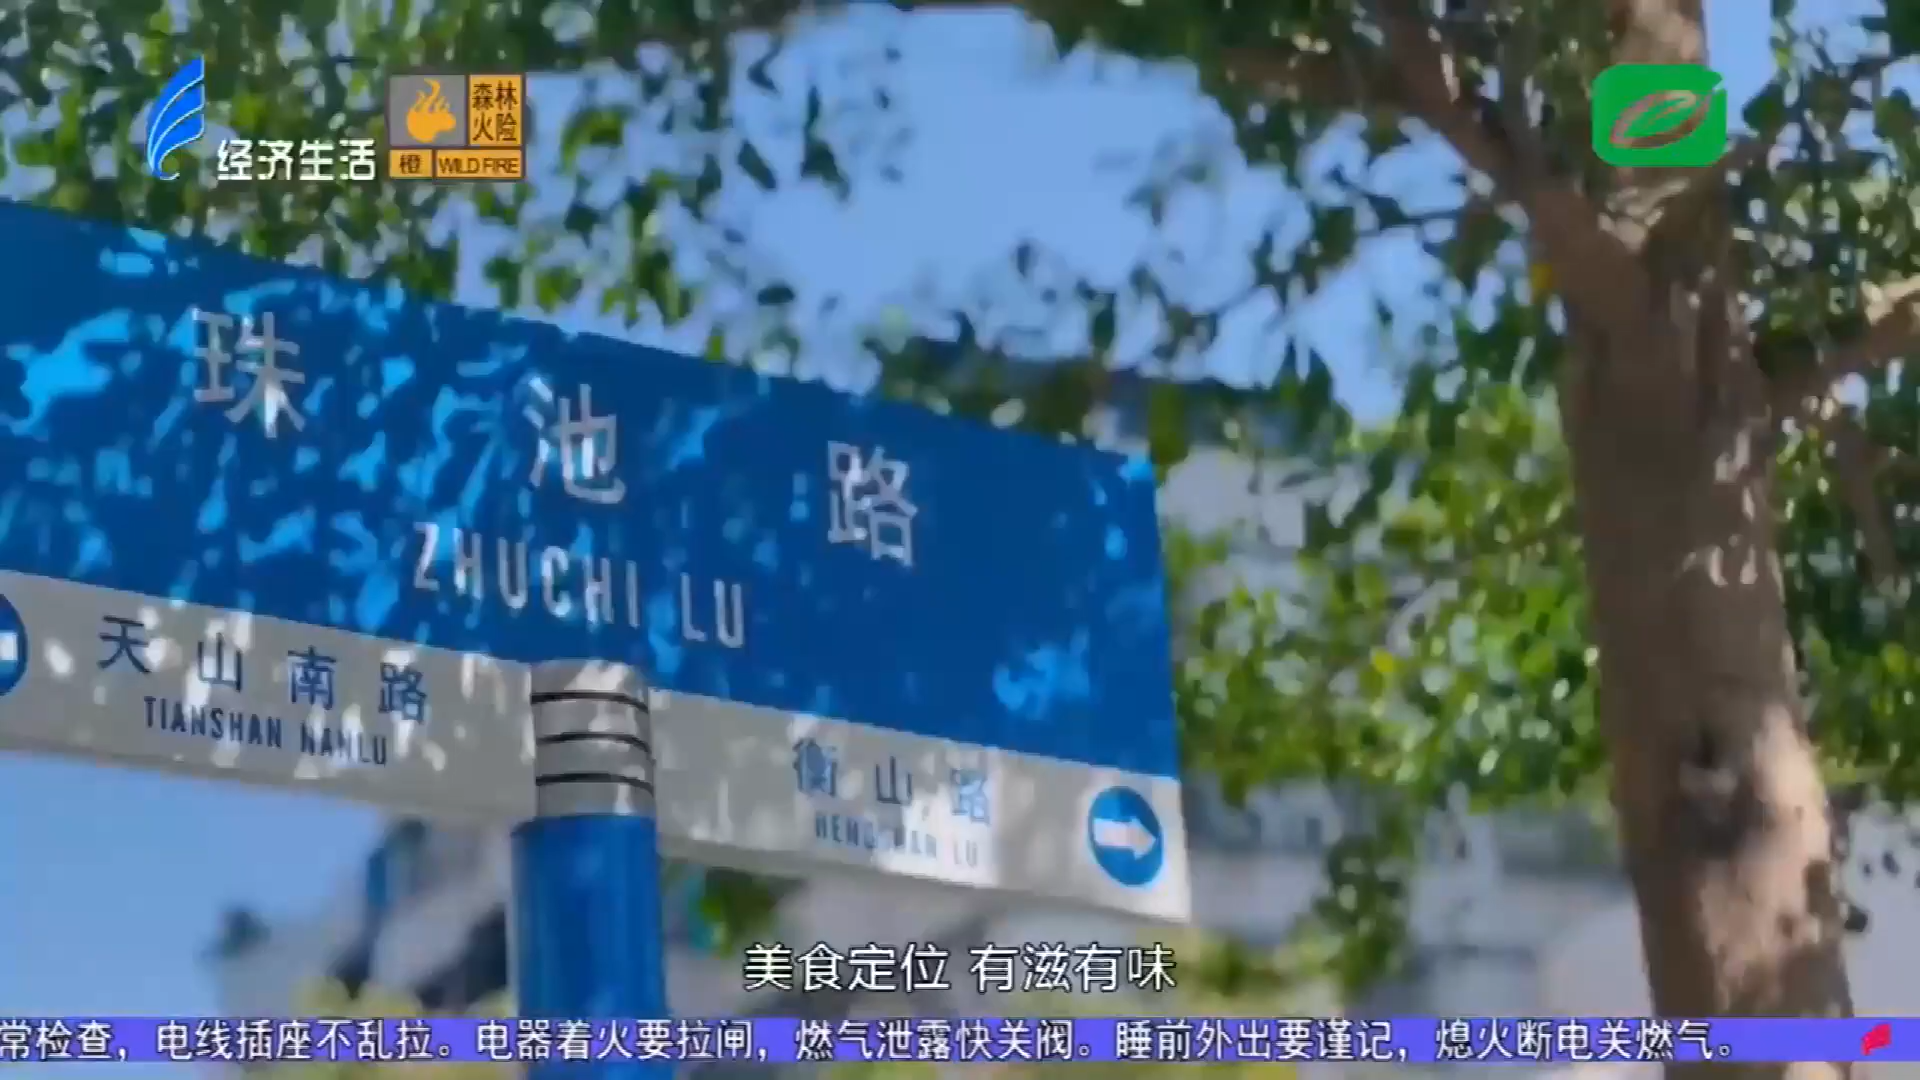 经济生活
森林
火险
橙 WILD FIRE
珠池路
ZHUCHI LU
天山南路
TIANSHAN NANLU
衡山路
HENGSHAN LU
美食定位 有滋有味
常检查，电线插座不乱拉。电器着火要拉闸，燃气泄露快关阀。睡前外出要谨记，熄火断电关燃气。